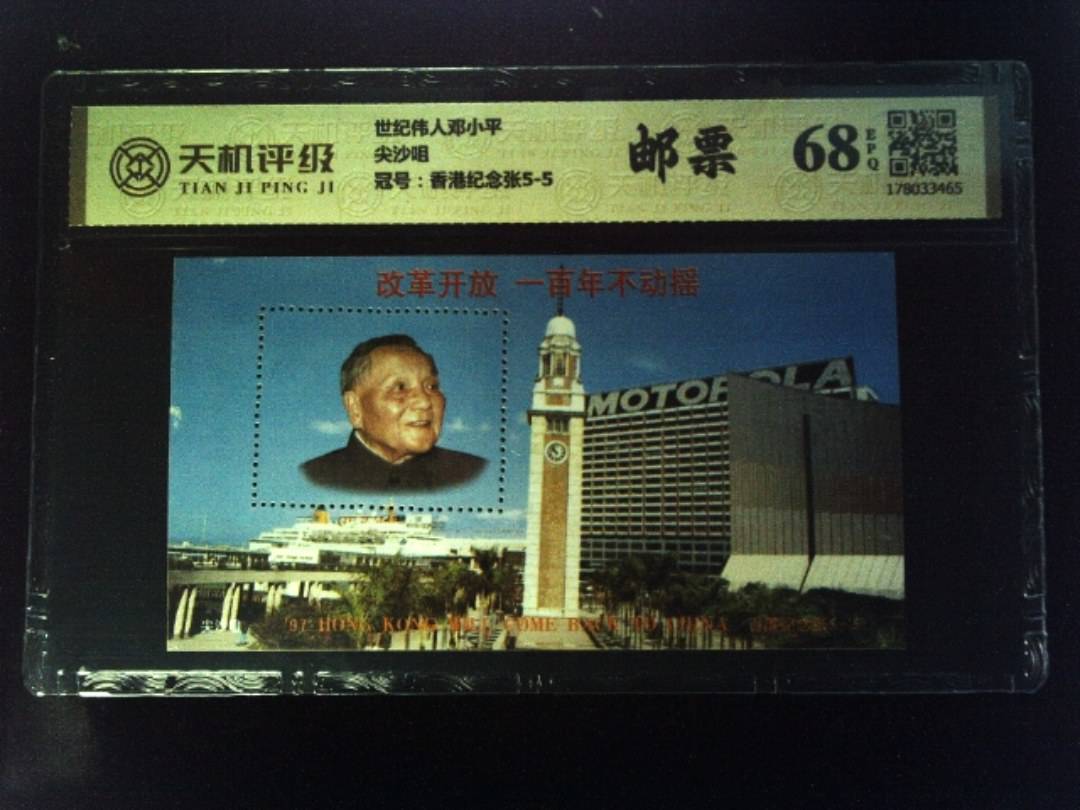 天机评级
TIAN JI PING JI
世纪伟人邓小平
尖沙咀
冠号：香港纪念张5-5
邮票
68
EPQ
178033465
改革开放 一百年不动摇
MOTOROLA
'97 HONG KONG WILL COME BACK TO CHINA